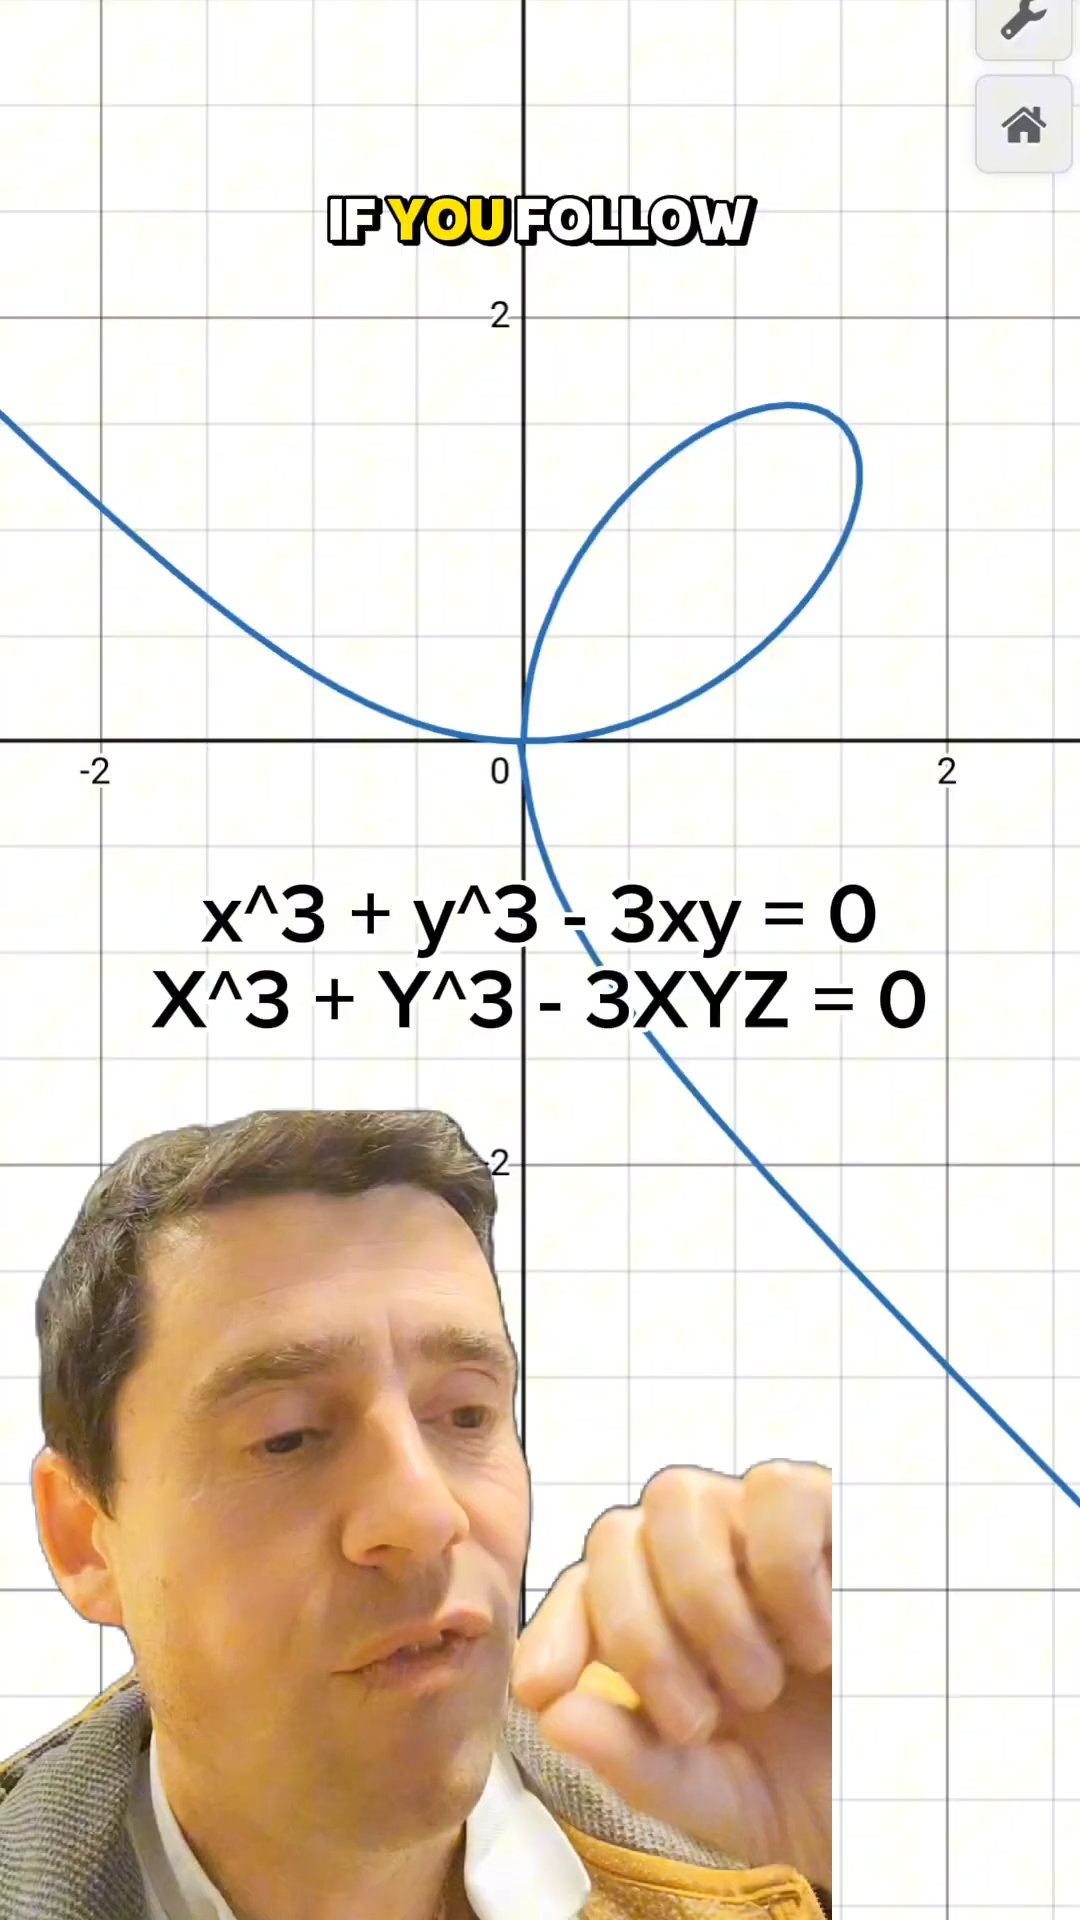 IF YOU FOLLOW
2
-2
0
2
x^3 + y^3 - 3xy = 0
X^3 + Y^3 - 3XYZ = 0
-2